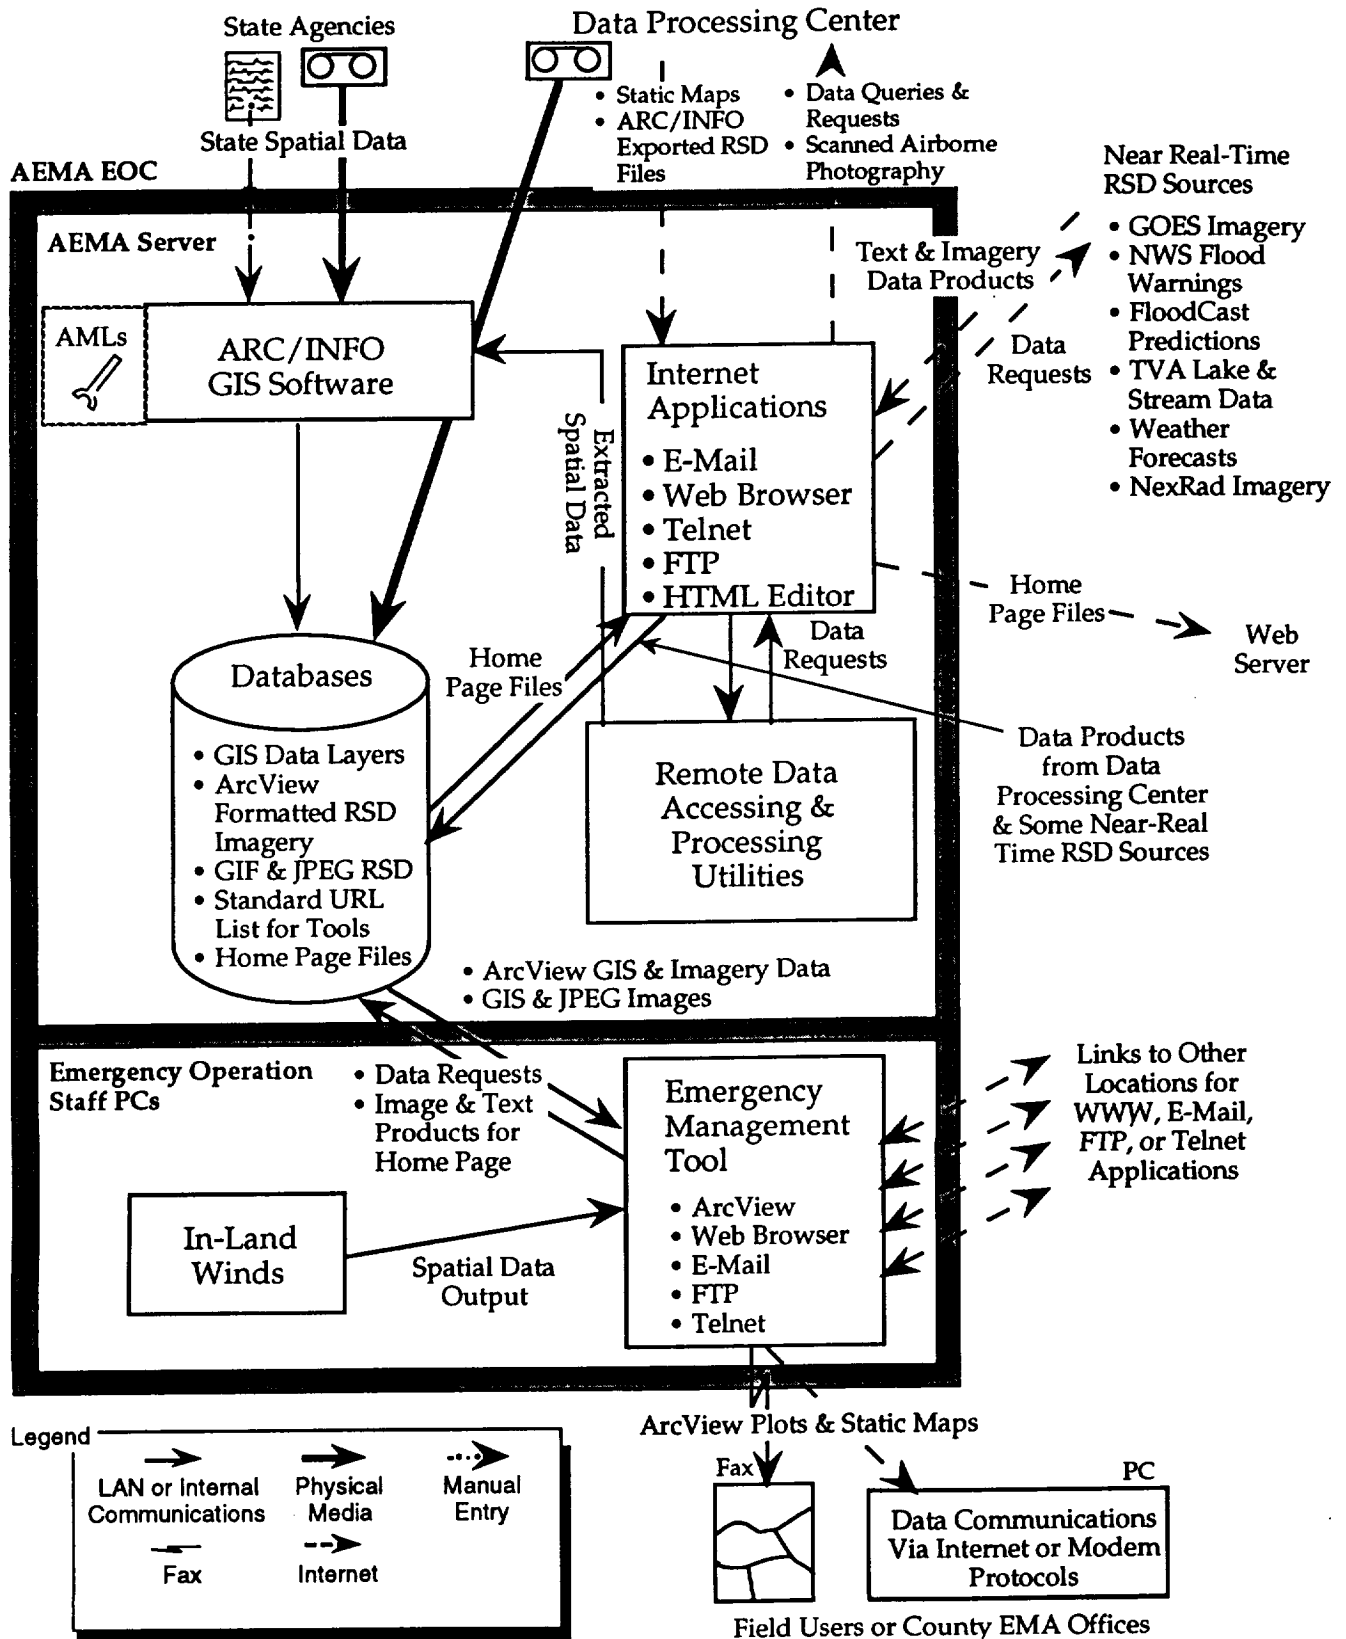 State Agencies
Data Processing Center
State Spatial Data
• Static Maps
• ARC/INFO
Exported RSD
Files
• Data Queries &
Requests
• Scanned Airborne
Photography
Near Real-Time
RSD Sources
• GOES Imagery
• NWS Flood
Warnings
• FloodCast
Predictions
• TVA Lake &
Stream Data
• Weather
Forecasts
• NexRad Imagery
AEMA EOC
AEMA Server
Text & Imagery
Data Products
Data
Requests
AMLs
ARC/INFO
GIS Software
Extracted
Spatial Data
Internet
Applications
• E-Mail
• Web Browser
• Telnet
• FTP
• HTML Editor
Home
Page Files
Web
Server
Data
Requests
Home
Page Files
Databases
• GIS Data Layers
• ArcView
Formatted RSD
Imagery
• GIF & JPEG RSD
• Standard URL
List for Tools
• Home Page Files
Remote Data
Accessing &
Processing
Utilities
Data Products
from Data
Processing Center
& Some Near-Real
Time RSD Sources
• ArcView GIS & Imagery Data
• GIS & JPEG Images
Emergency Operation
Staff PCs
• Data Requests
• Image & Text
Products for
Home Page
Emergency
Management
Tool
• ArcView
• Web Browser
• E-Mail
• FTP
• Telnet
Links to Other
Locations for
WWW, E-Mail,
FTP, or Telnet
Applications
In-Land
Winds
Spatial Data
Output
ArcView Plots & Static Maps
Legend
LAN or Internal
Communications
Physical
Media
Manual
Entry
Fax
Internet
Fax
PC
Data Communications
Via Internet or Modem
Protocols
Field Users or County EMA Offices